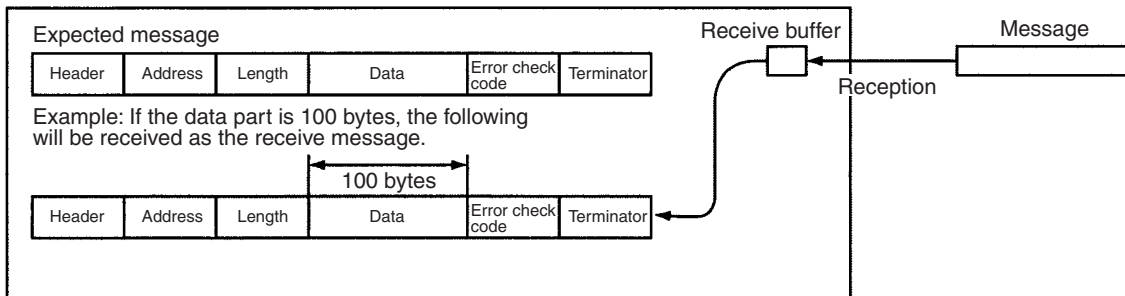 Expected message
Header Address Length Data Error check code Terminator
Example: If the data part is 100 bytes, the following
will be received as the receive message.
100 bytes
Header Address Length Data Error check code Terminator
Receive buffer
Message
Reception